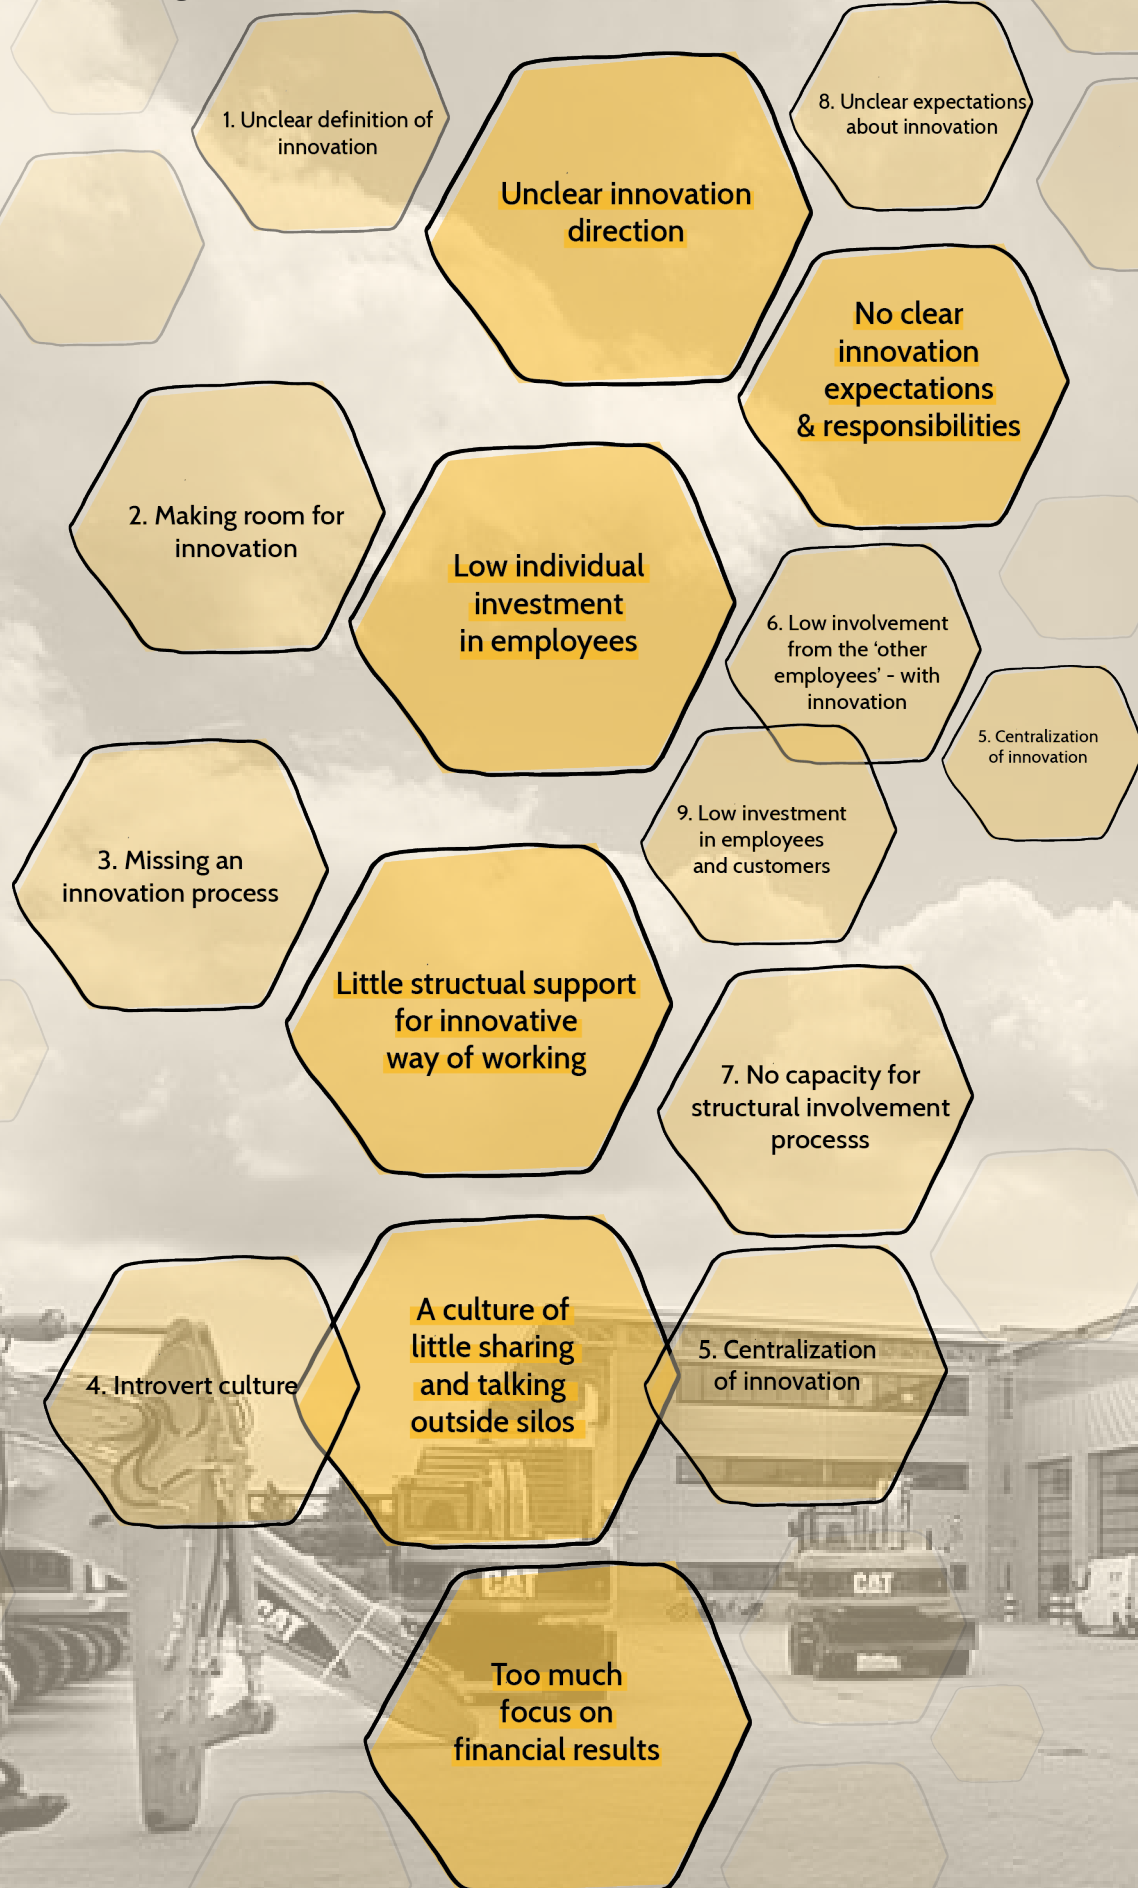 1. Unclear definition of
innovation
8. Unclear expectations
about innovation
Unclear innovation
direction
No clear
innovation
expectations
& responsibilities
2. Making room for
innovation
Low individual
investment
in employees
6. Low involvement
from the ‘other
employees’ - with
innovation
5. Centralization
of innovation
9. Low investment
in employees
and customers
3. Missing an
innovation process
Little structual support
for innovative
way of working
7. No capacity for
structural involvement
processs
A culture of
little sharing
and talking
outside silos
4. Introvert culture
5. Centralization
of innovation
CAT
CAT
CAT
Too much
focus on
financial results